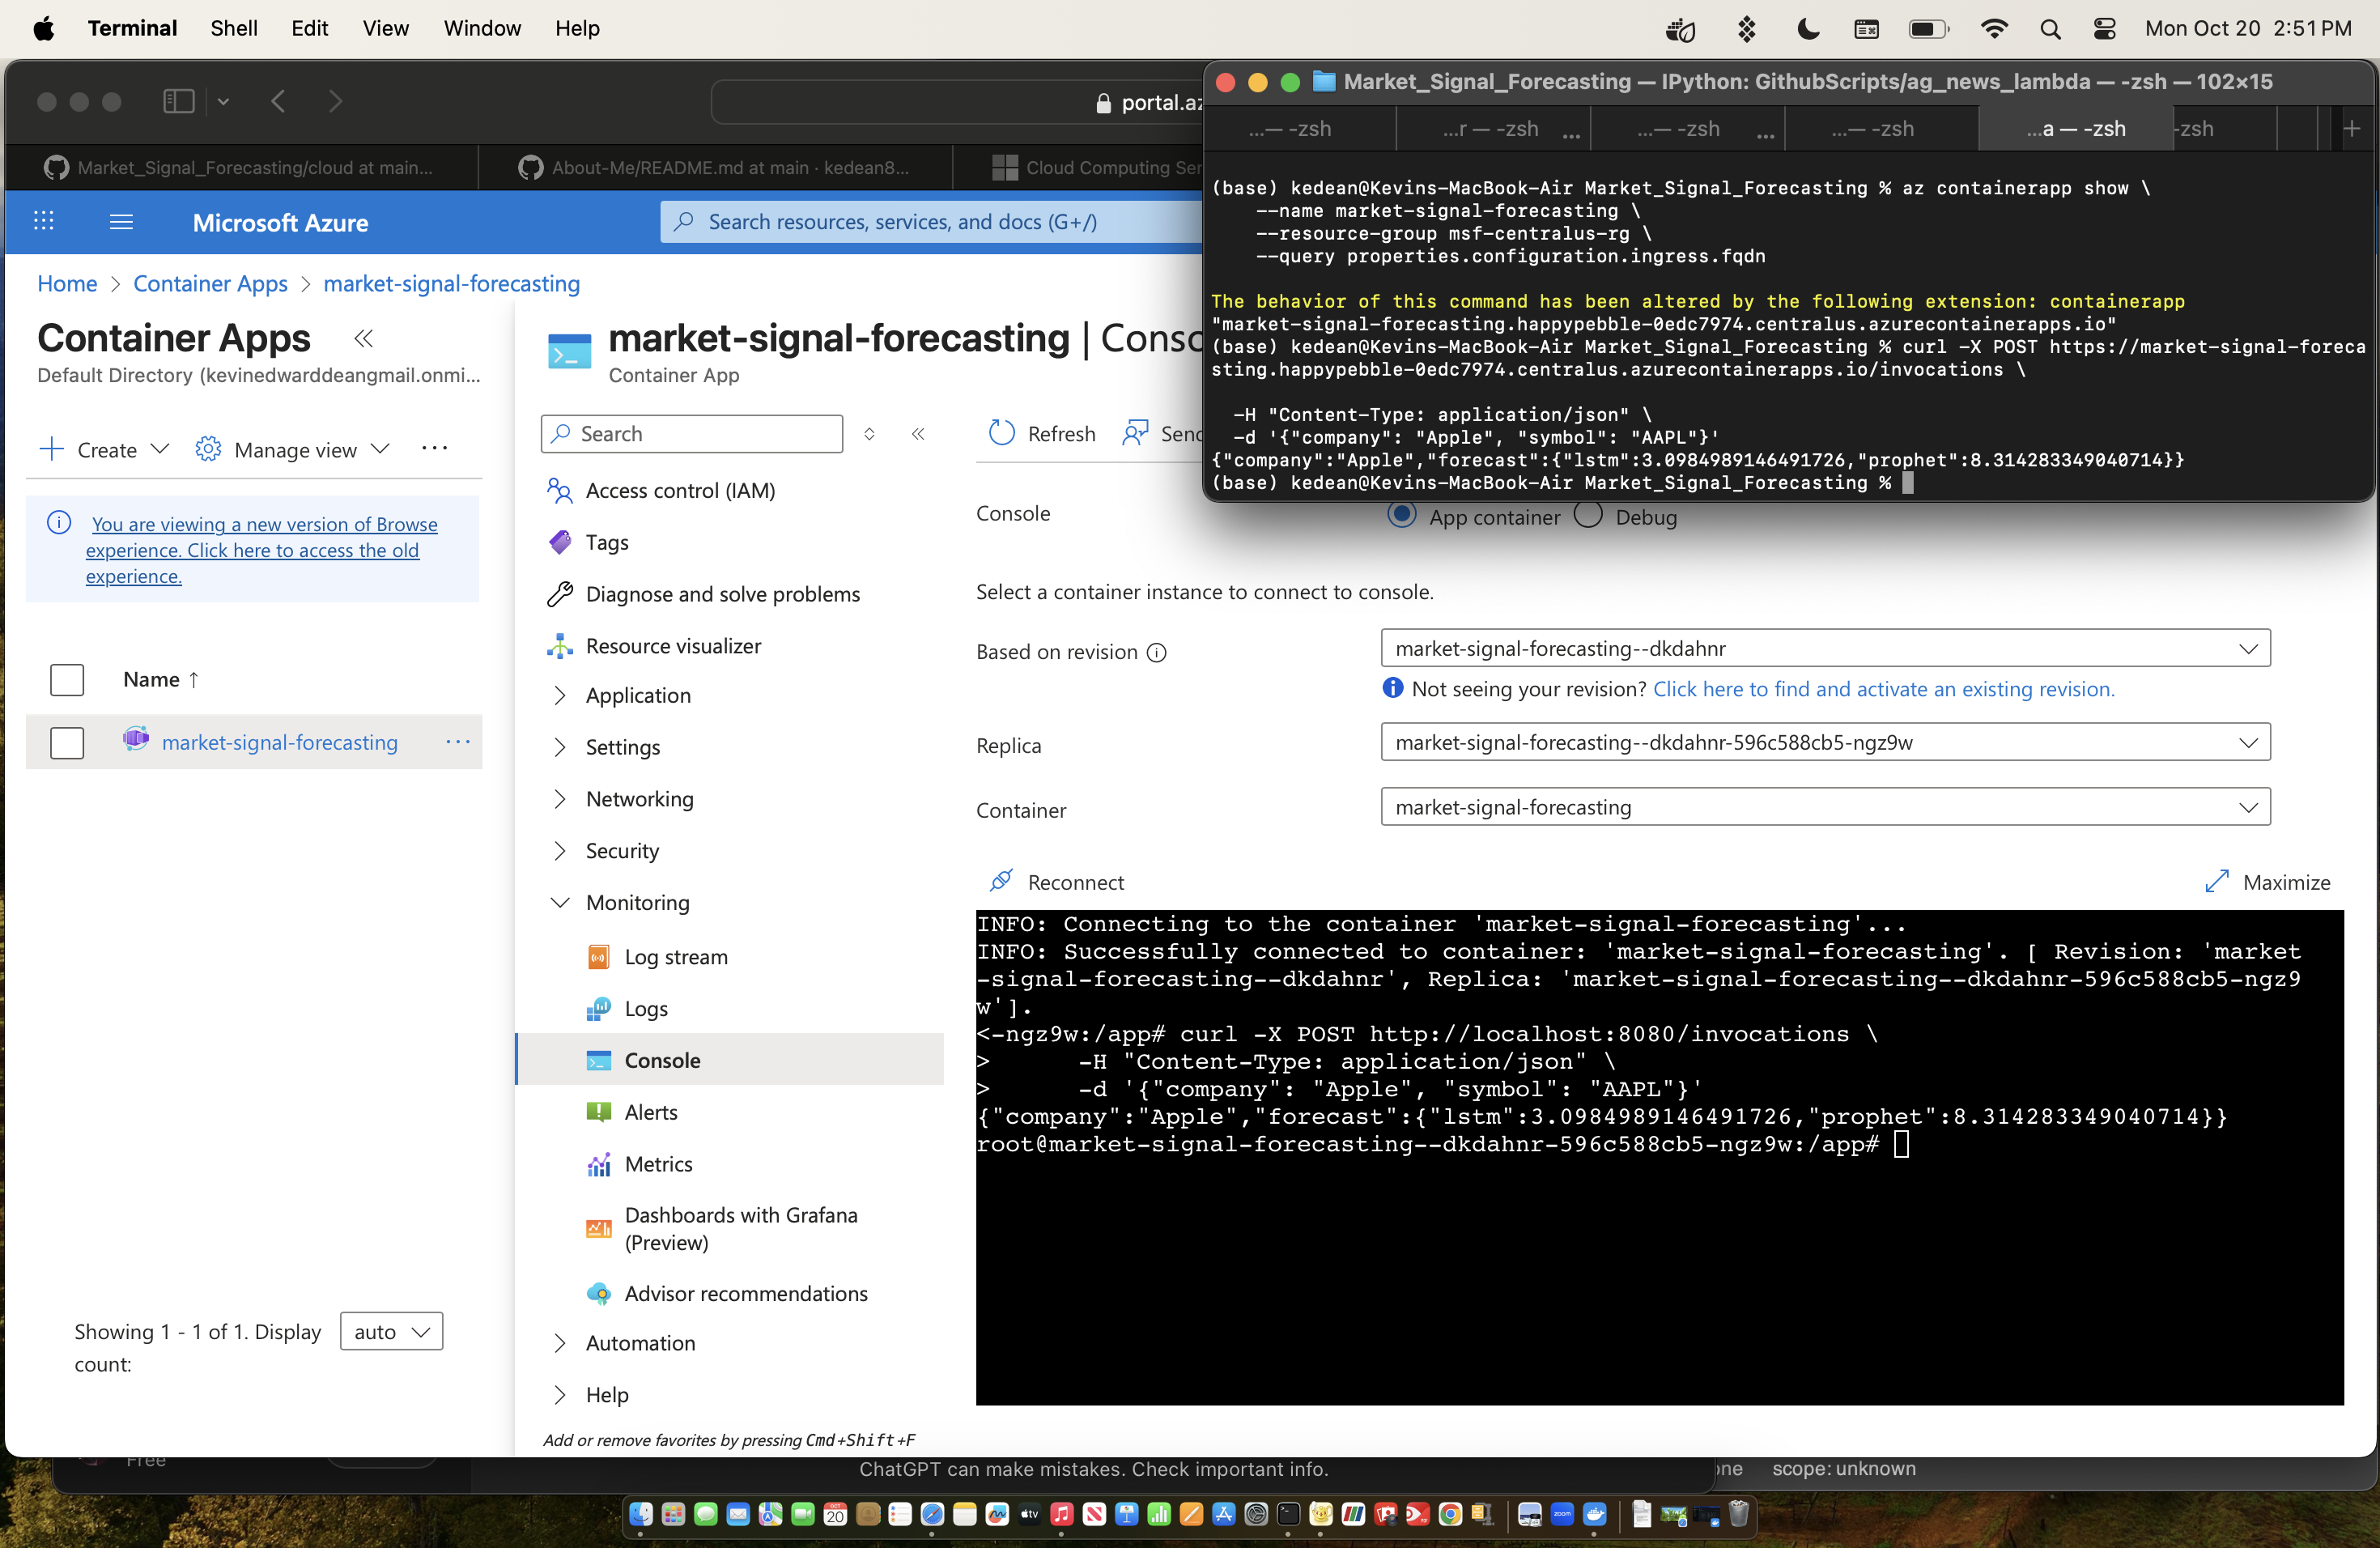 Terminal Shell Edit View Window Help
Mon Oct 20 2:51 PM
portal.az
Market_Signal_Forecasting/cloud at main...
About-Me/README.md at main · kedean8...
Cloud Computing Ser
Microsoft Azure
Search resources, services, and docs (G+/)
Home > Container Apps > market-signal-forecasting
Container Apps
Default Directory (kevinedwarddeangmail.onmi...
Create
Manage view
You are viewing a new version of Browse
experience. Click here to access the old
experience.
Name ↑
market-signal-forecasting
Showing 1 - 1 of 1. Display
count:
auto
market-signal-forecasting | Conso
Container App
Search
Access control (IAM)
Tags
Diagnose and solve problems
Resource visualizer
Application
Settings
Networking
Security
Monitoring
Log stream
Logs
Console
Alerts
Metrics
Dashboards with Grafana
(Preview)
Advisor recommendations
Automation
Help
Add or remove favorites by pressing Cmd+Shift+F
Refresh
Send
Console
App container
Debug
Select a container instance to connect to console.
Based on revision
market-signal-forecasting--dkdahnr
Not seeing your revision? Click here to find and activate an existing revision.
Replica
market-signal-forecasting--dkdahnr-596c588cb5-ngz9w
Container
market-signal-forecasting
Reconnect
Maximize
INFO: Connecting to the container 'market-signal-forecasting'...
INFO: Successfully connected to container: 'market-signal-forecasting'. [ Revision: 'market
-signal-forecasting--dkdahnr', Replica: 'market-signal-forecasting--dkdahnr-596c588cb5-ngz9
w'].
<-ngz9w:/app# curl -X POST http://localhost:8080/invocations \
> -H "Content-Type: application/json" \
> -d '{"company": "Apple", "symbol": "AAPL"}'
{"company":"Apple","forecast":{"lstm":3.0984989146491726,"prophet":8.314283349040714}}
root@market-signal-forecasting--dkdahnr-596c588cb5-ngz9w:/app#
Market_Signal_Forecasting — IPython: GithubScripts/ag_news_lambda — -zsh — 102×15
...— -zsh
...r — -zsh ...
...— -zsh ...
...— -zsh
...a — -zsh
-zsh
(base) kedean@Kevins-MacBook-Air Market_Signal_Forecasting % az containerapp show \
--name market-signal-forecasting \
--resource-group msf-centralus-rg \
--query properties.configuration.ingress.fqdn
The behavior of this command has been altered by the following extension: containerapp
"market-signal-forecasting.happypebble-0edc7974.centralus.azurecontainerapps.io"
(base) kedean@Kevins-MacBook-Air Market_Signal_Forecasting % curl -X POST https://market-signal-foreca
sting.happypebble-0edc7974.centralus.azurecontainerapps.io/invocations \
-H "Content-Type: application/json" \
-d '{"company": "Apple", "symbol": "AAPL"}'
{"company":"Apple","forecast":{"lstm":3.0984989146491726,"prophet":8.314283349040714}}
(base) kedean@Kevins-MacBook-Air Market_Signal_Forecasting %
Free
ChatGPT can make mistakes. Check important info.
one
scope: unknown
OCT
20
tv
zoom